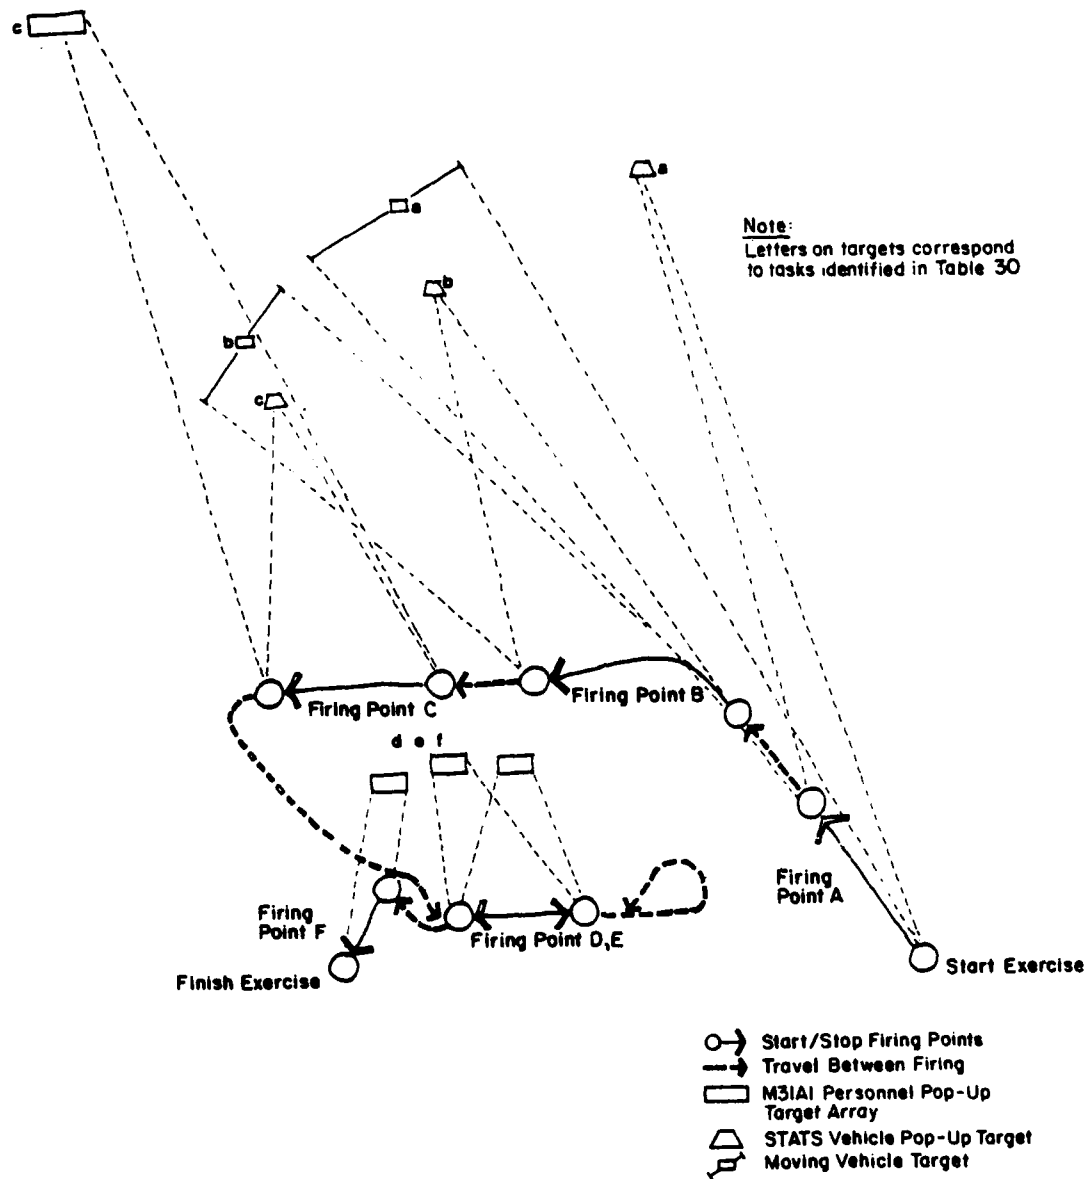 c
a
a
Note:
Letters on targets correspond
to tasks identified in Table 30
b
b
c
Firing Point C
Firing Point B
d e f
Firing
Point A
Firing
Point F
Firing Point D,E
Finish Exercise
Start Exercise
Start/Stop Firing Points
Travel Between Firing
M31A1 Personnel Pop-Up
Target Array
STATS Vehicle Pop-Up Target
Moving Vehicle Target